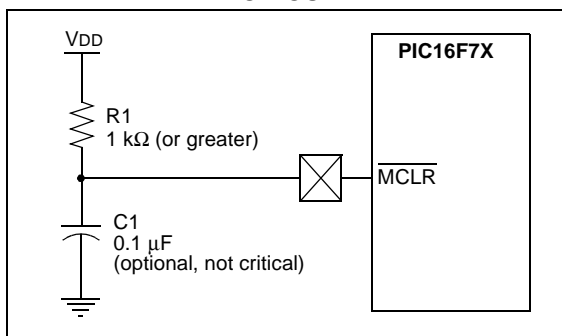 VDD
PIC16F7X
R1
1 kΩ (or greater)
MCLR
C1
0.1 μF
(optional, not critical)